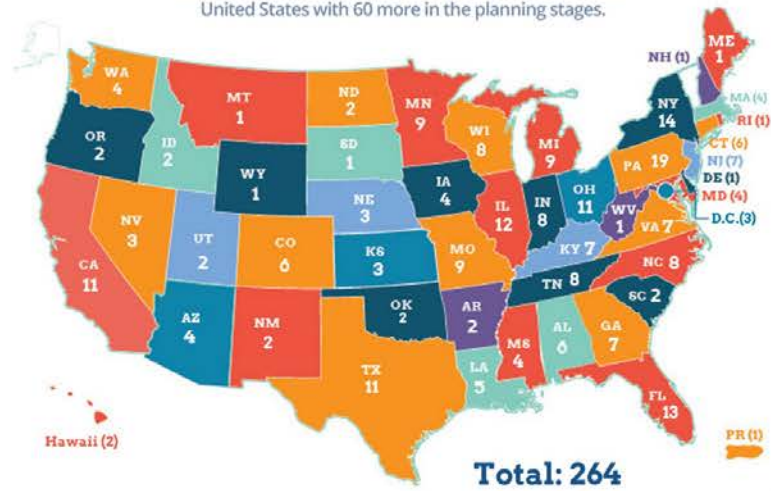 United States with 60 more in the planning stages.
WA
4
OR
2
ID
2
MT
1
WY
1
ND
2
SD
1
NE
3
MN
9
IA
4
WI
8
MI
9
IL
12
IN
8
OH
11
PA 19
NY
14
ME
1
NH (1)
MA (4)
RI (1)
CT (6)
NJ (7)
DE (1)
MD (4)
D.C.(3)
WV
1
VA 7
KY 7
NC 8
TN 8
SC 2
GA
7
AL
6
MS
4
FL
13
LA
5
AR
2
MO
9
KS
3
OK
2
TX
11
NM
2
CO
6
UT
2
AZ
4
NV
3
CA
11
Hawaii (2)
PR (1)
Total: 264